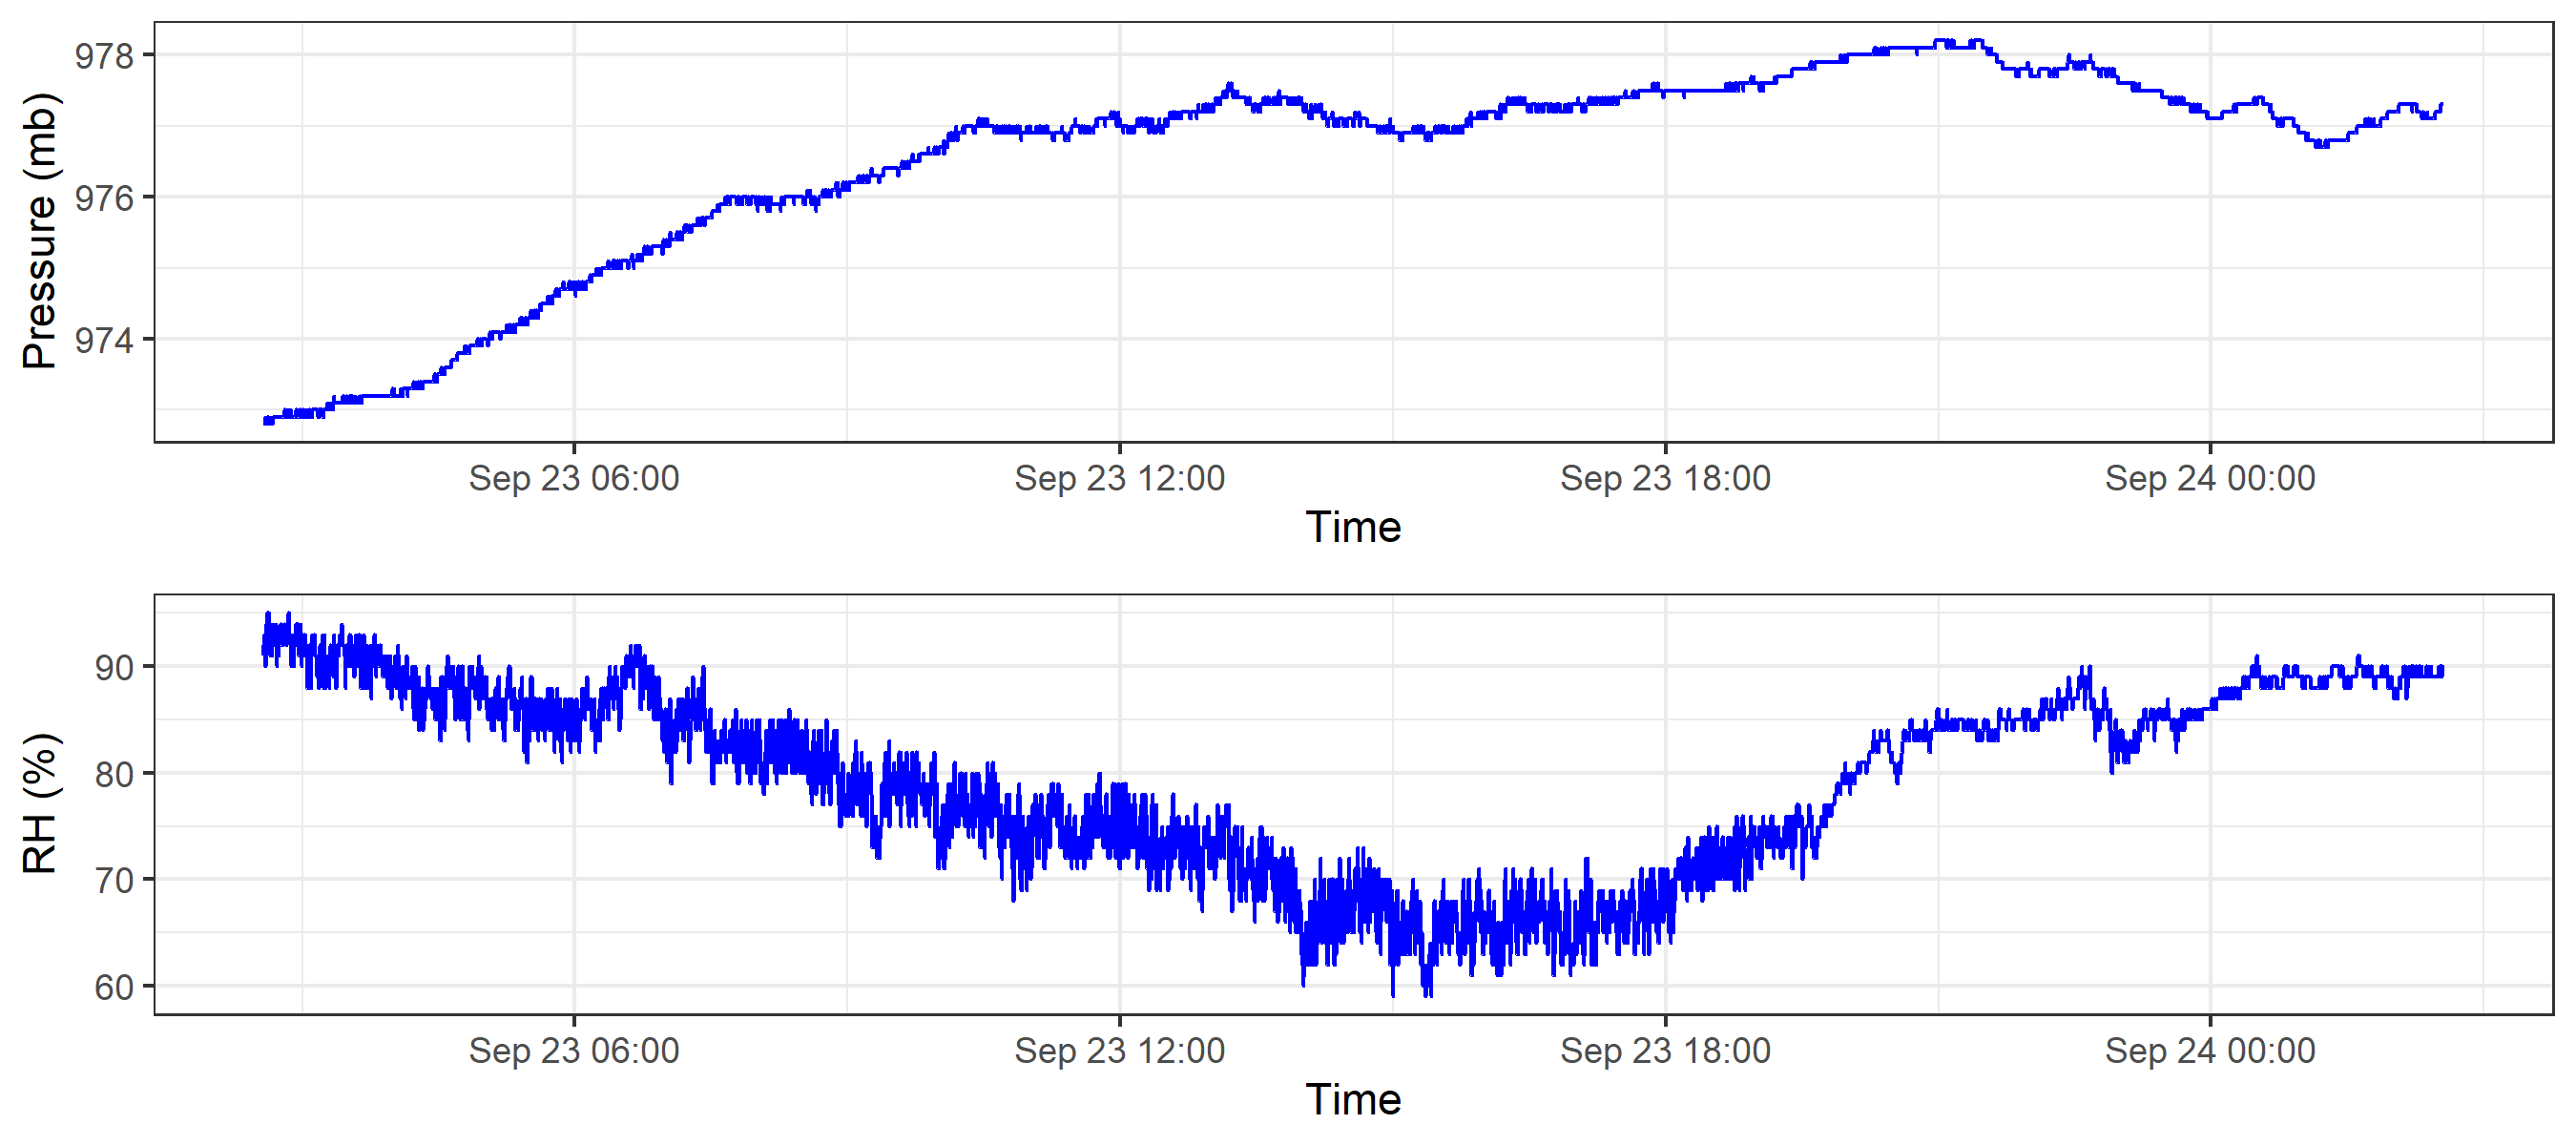 Pressure (mb)
978
976
974
Sep 23 06:00
Sep 23 12:00
Sep 23 18:00
Sep 24 00:00
Time
RH (%)
90
80
70
60
Sep 23 06:00
Sep 23 12:00
Sep 23 18:00
Sep 24 00:00
Time